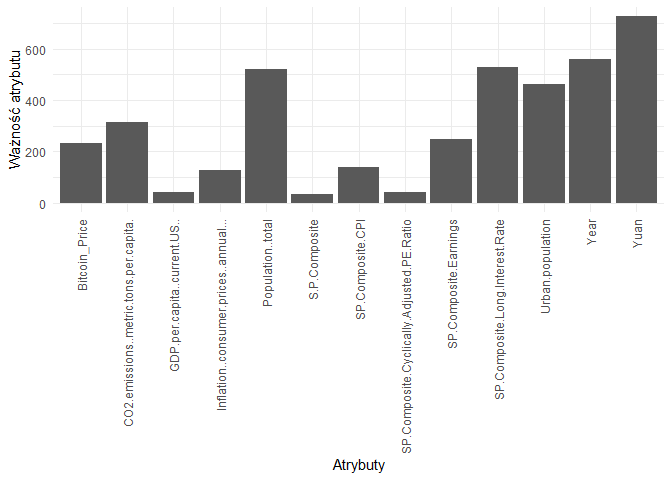 Ważność atrybutu
600
400
200
0
Bitcoin_Price
CO2.emissions..metric.tons.per.capita.
GDP.per.capita..current.US..
Inflation..consumer.prices..annual...
Population..total
S.P.Composite
SP.Composite.CPI
SP.Composite.Cyclically.Adjusted.PE.Ratio
SP.Composite.Earnings
SP.Composite.Long.Interest.Rate
Urban.population
Year
Yuan
Atrybuty